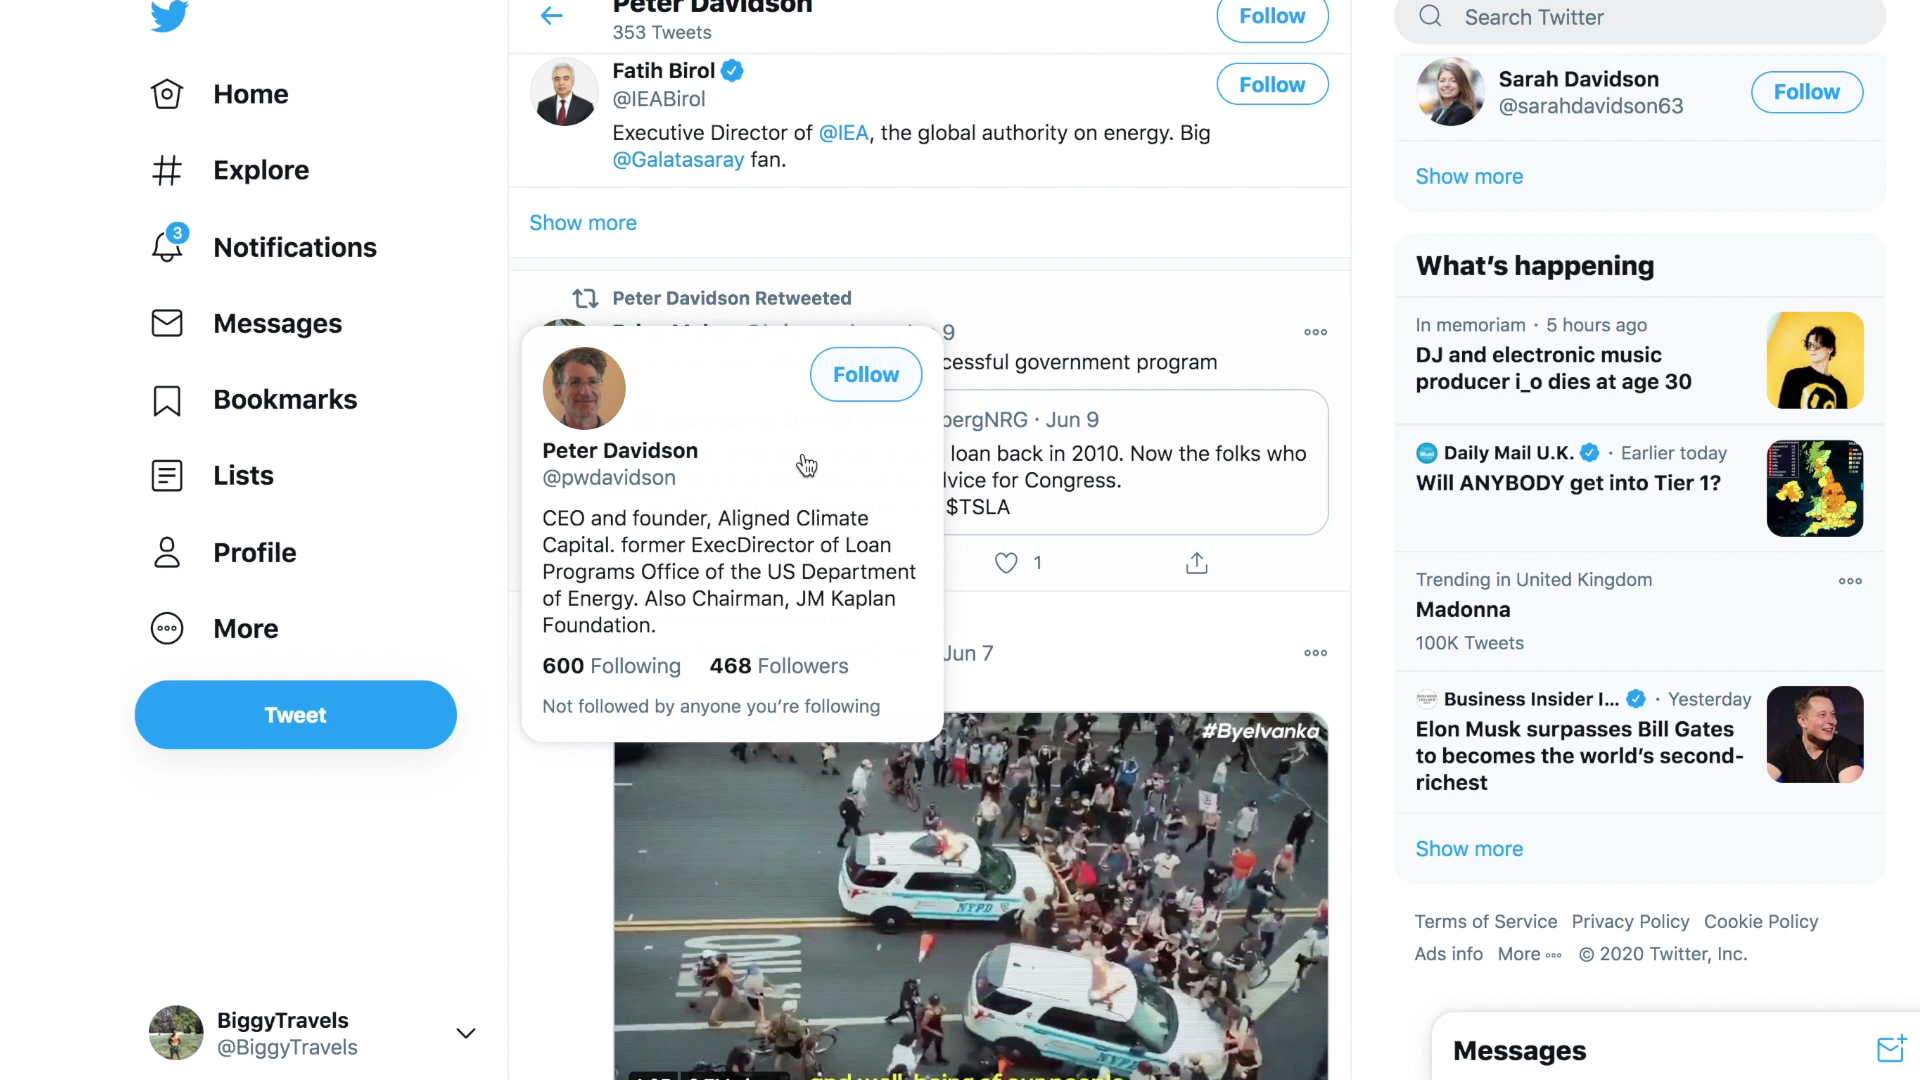 Home
Explore
3
Notifications
Messages
Bookmarks
Lists
Profile
More
Tweet
BiggyTravels
@BiggyTravels
Peter Davidson
353 Tweets
Follow
Fatih Birol
@IEABirol
Follow
Executive Director of @IEA, the global authority on energy. Big
@Galatasaray fan.
Show more
Peter Davidson Retweeted
9
cessful government program
bergNRG · Jun 9
loan back in 2010. Now the folks who
vice for Congress.
$TSLA
1
Follow
Peter Davidson
@pwdavidson
CEO and founder, Aligned Climate
Capital. former ExecDirector of Loan
Programs Office of the US Department
of Energy. Also Chairman, JM Kaplan
Foundation.
600 Following 468 Followers
Not followed by anyone you're following
Jun 7
#ByeIvanka
NYPD
Search Twitter
Sarah Davidson
@sarahdavidson63
Follow
Show more
What's happening
In memoriam · 5 hours ago
DJ and electronic music
producer i_o dies at age 30
Daily Mail U.K. · Earlier today
Will ANYBODY get into Tier 1?
Trending in United Kingdom
Madonna
100K Tweets
Business Insider I... · Yesterday
Elon Musk surpasses Bill Gates
to becomes the world's second-
richest
Show more
Terms of Service Privacy Policy Cookie Policy
Ads info More © 2020 Twitter, Inc.
Messages